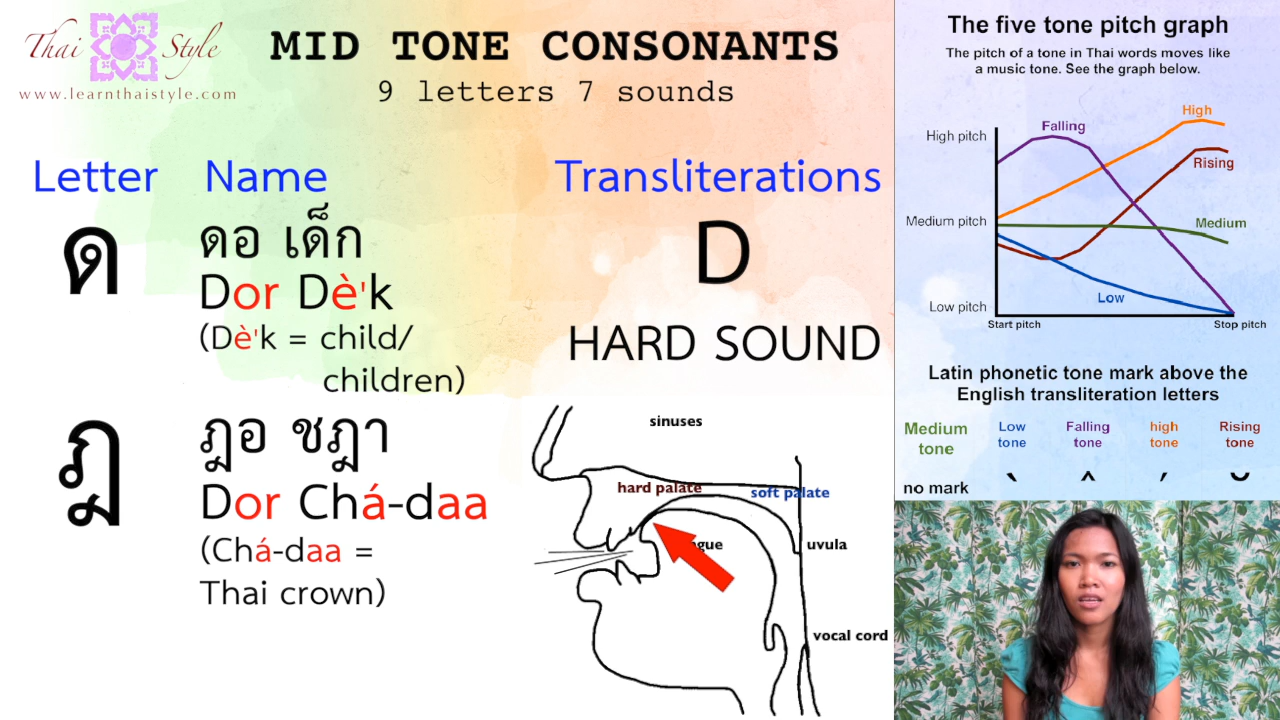 Thai Style
www.learnthaistyle.com
MID TONE CONSONANTS
9 letters 7 sounds
Letter Name Transliterations
ด ดอ เด็ก D
Dor Dè'k
(Dè'k = child/
children)
HARD SOUND
ฎ ฎอ ชฎา
Dor Chá-daa
(Chá-daa =
Thai crown)
sinuses
hard palate
soft palate
gue
uvula
vocal cord
The five tone pitch graph
The pitch of a tone in Thai words moves like
a music tone. See the graph below.
High
Falling
High pitch
Rising
Medium pitch
Medium
Low
Low pitch
Start pitch
Stop pitch
Latin phonetic tone mark above the
English transliteration letters
Medium
tone
Low
tone
Falling
tone
high
tone
Rising
tone
no mark
ˋ ^ ˊ ˘